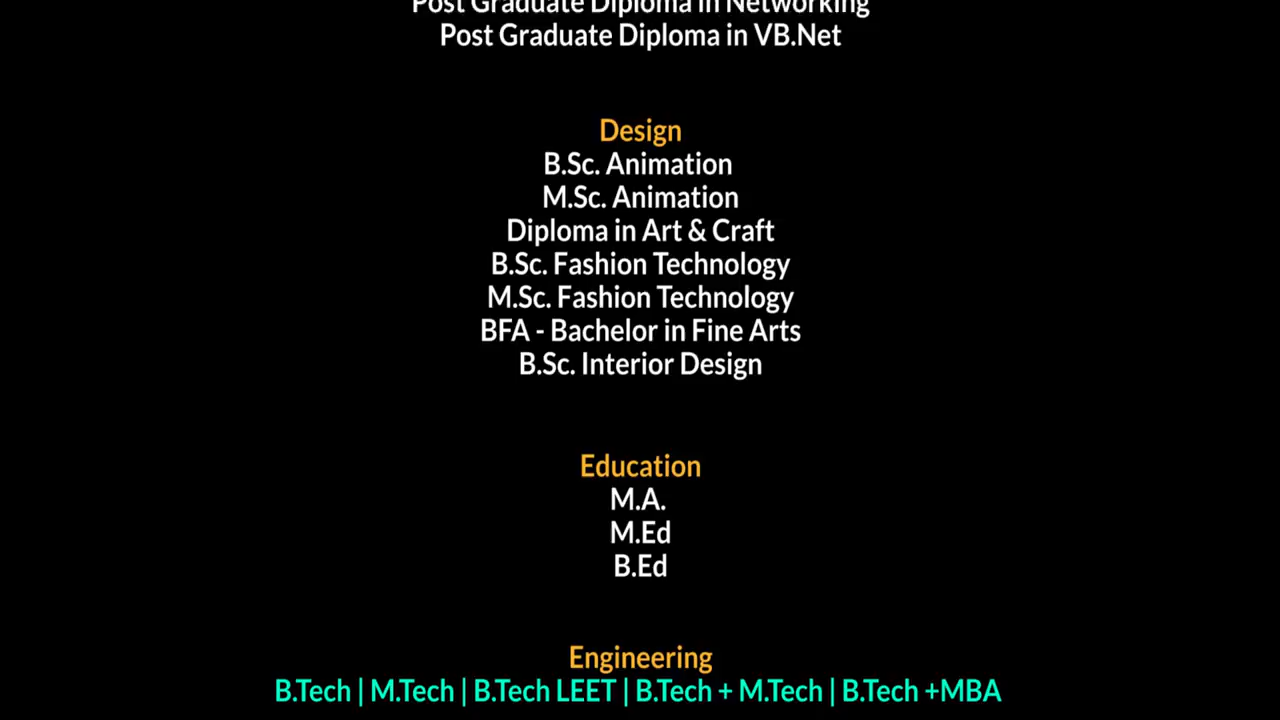 Post Graduate Diploma in Networking
Post Graduate Diploma in VB.Net
Design
B.Sc. Animation
M.Sc. Animation
Diploma in Art & Craft
B.Sc. Fashion Technology
M.Sc. Fashion Technology
BFA - Bachelor in Fine Arts
B.Sc. Interior Design
Education
M.A.
M.Ed
B.Ed
Engineering
B.Tech | M.Tech | B.Tech LEET | B.Tech + M.Tech | B.Tech +MBA